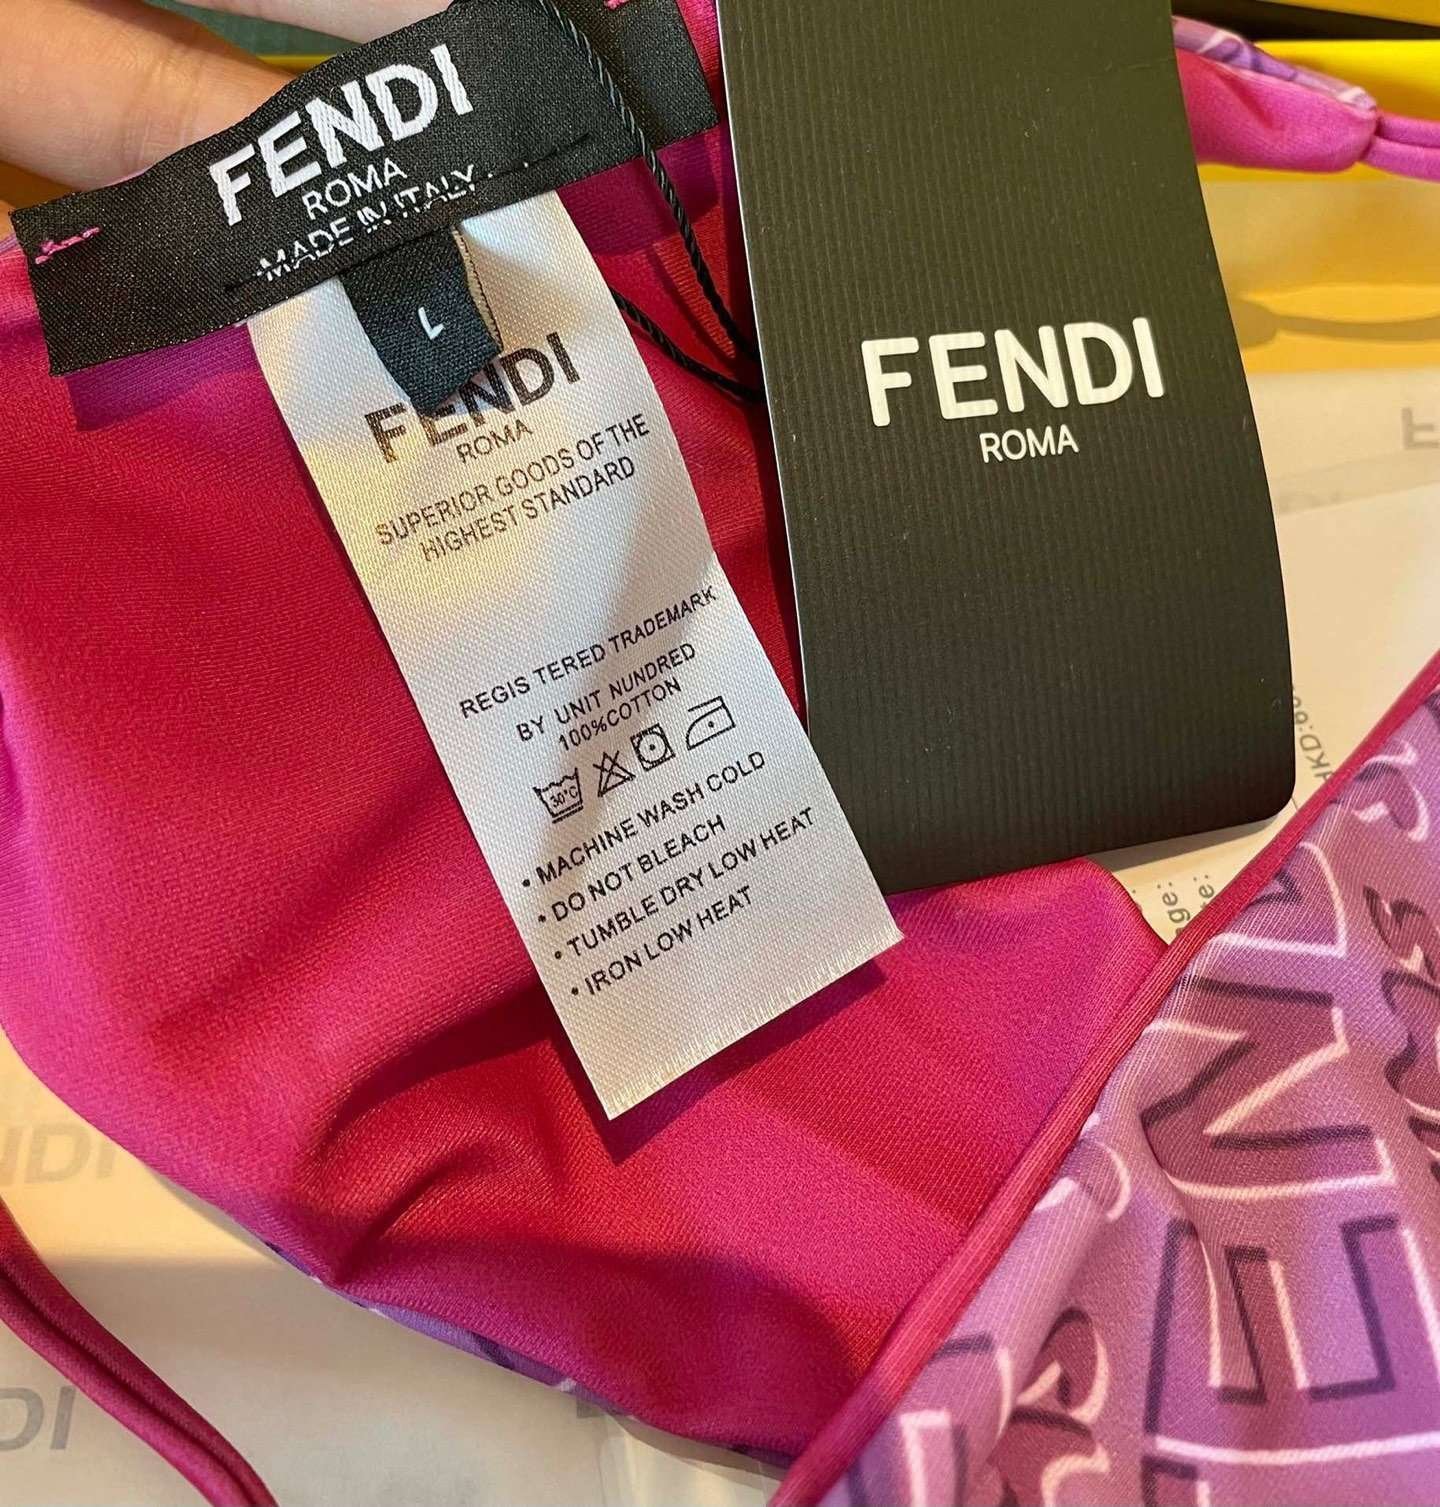 FENDI
ROMA
MADE IN ITALY
L
FENDI
ROMA
SUPERIOR GOODS OF THE
HIGHEST STANDARD
REGIS TERED TRADEMARK
BY UNIT NUNDRED
100%COTTON
30°C
• MACHINE WASH COLD
• DO NOT BLEACH
• TUMBLE DRY LOW HEAT
• IRON LOW HEAT
FENDI
ROMA